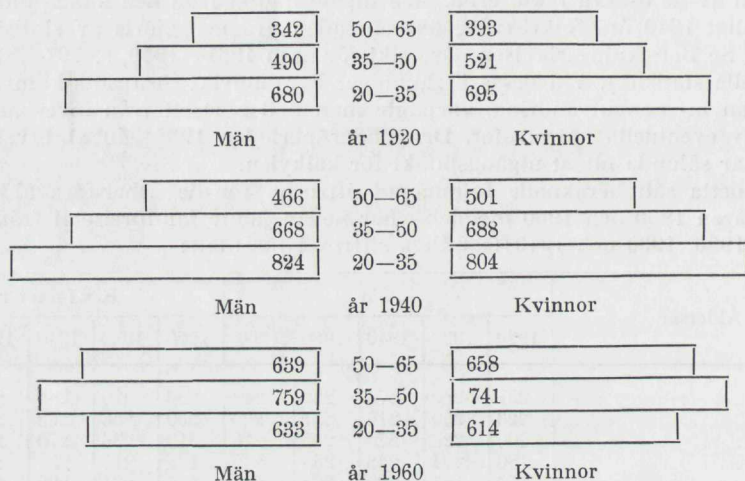 342 50—65 393
490 35—50 521
680 20—35 695
Män år 1920 Kvinnor
466 50—65 501
668 35—50 688
824 20—35 804
Män år 1940 Kvinnor
639 50—65 658
759 35—50 741
633 20—35 614
Män år 1960 Kvinnor